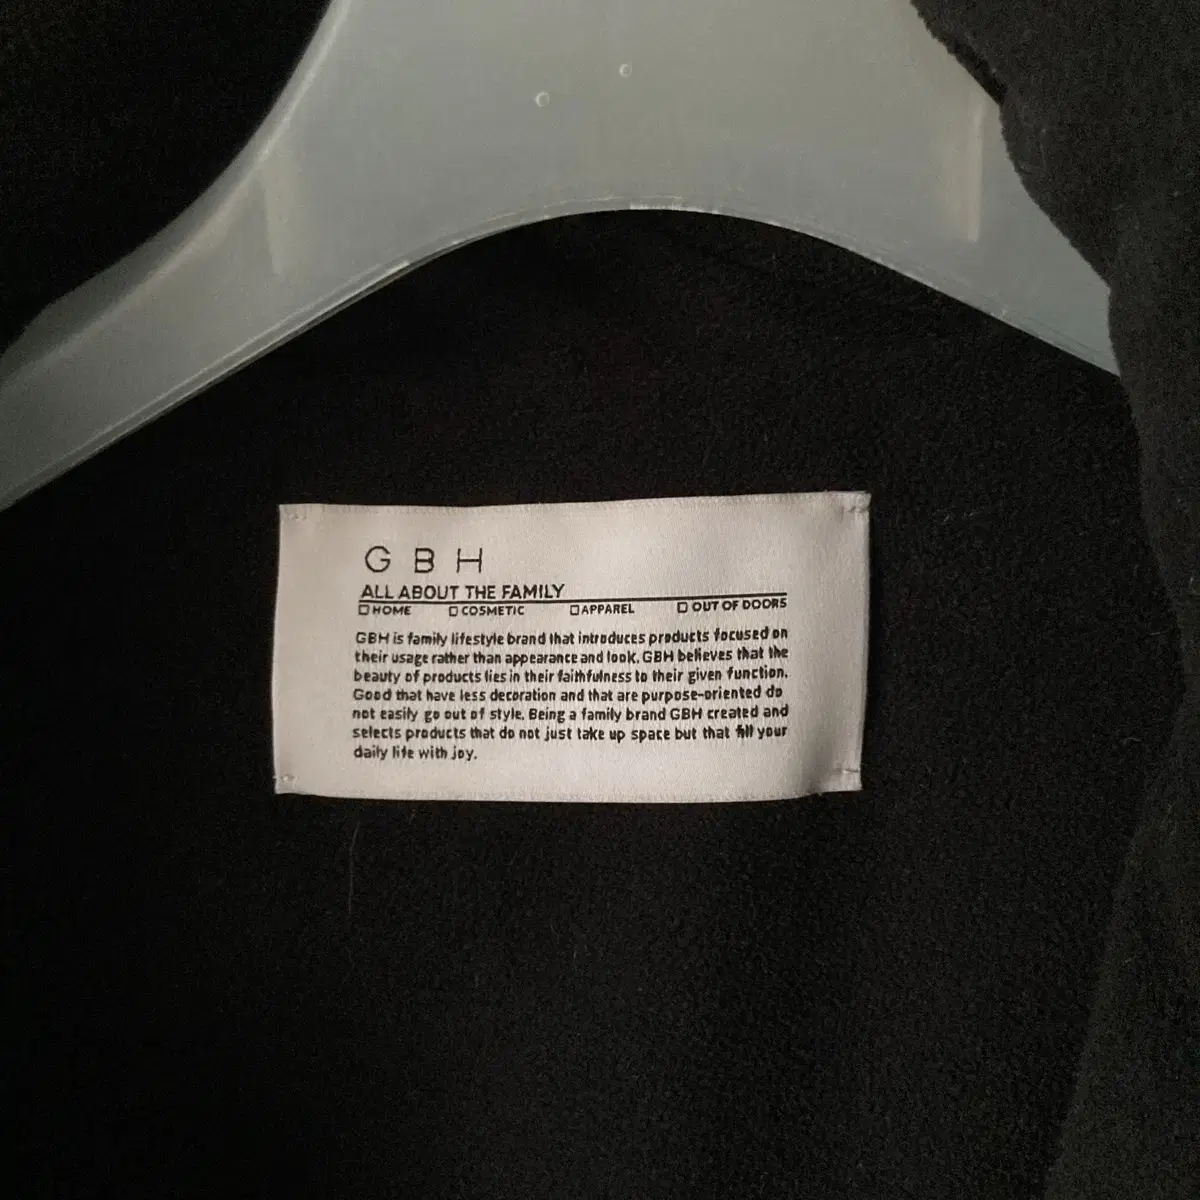 G B H
ALL ABOUT THE FAMILY
HOME COSMETIC APPAREL OUT OF DOORS
GBH is family lifestyle brand that introduces products focused on
their usage rather than appearance and look. GBH believes that the
beauty of products lies in their faithfulness to their given function.
Good that have less decoration and that are purpose-oriented do
not easily go out of style. Being a family brand GBH created and
selects products that do not just take up space but that fill your
daily life with joy.